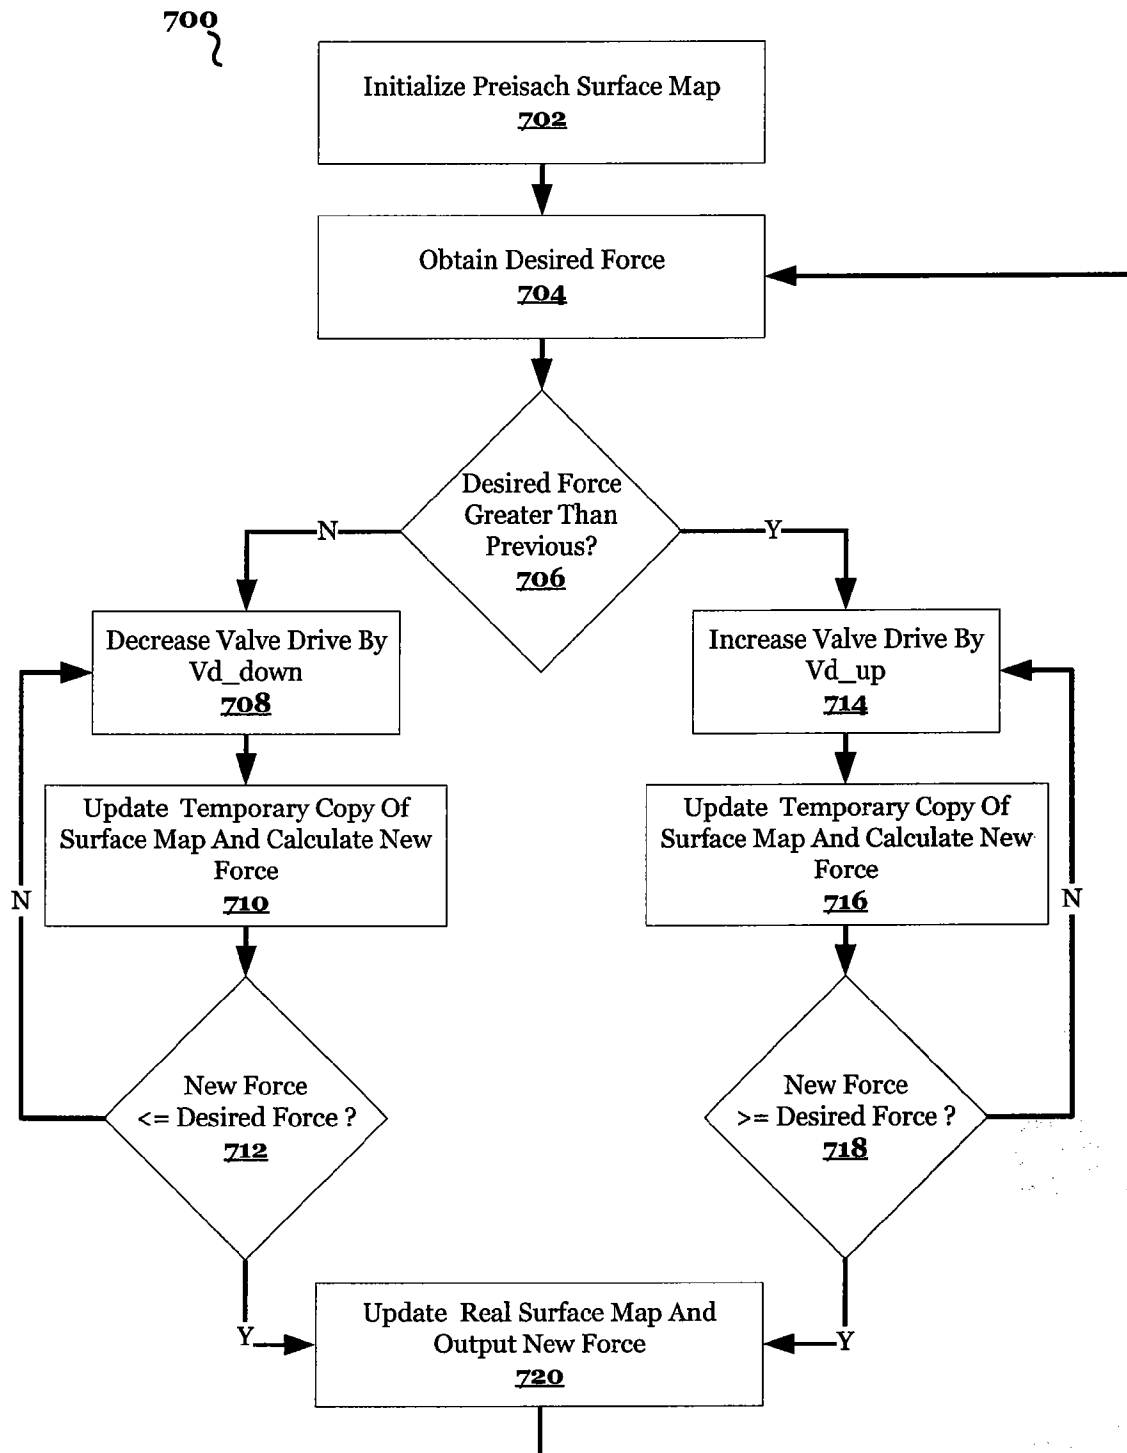 700
Initialize Preisach Surface Map
702
Obtain Desired Force
704
Desired Force
Greater Than
Previous?
706
N
Y
Decrease Valve Drive By
Vd_down
708
Increase Valve Drive By
Vd_up
714
Update Temporary Copy Of
Surface Map And Calculate New
Force
710
Update Temporary Copy Of
Surface Map And Calculate New
Force
716
N
N
New Force
<= Desired Force ?
712
New Force
>= Desired Force ?
718
Y
Y
Update Real Surface Map And
Output New Force
720